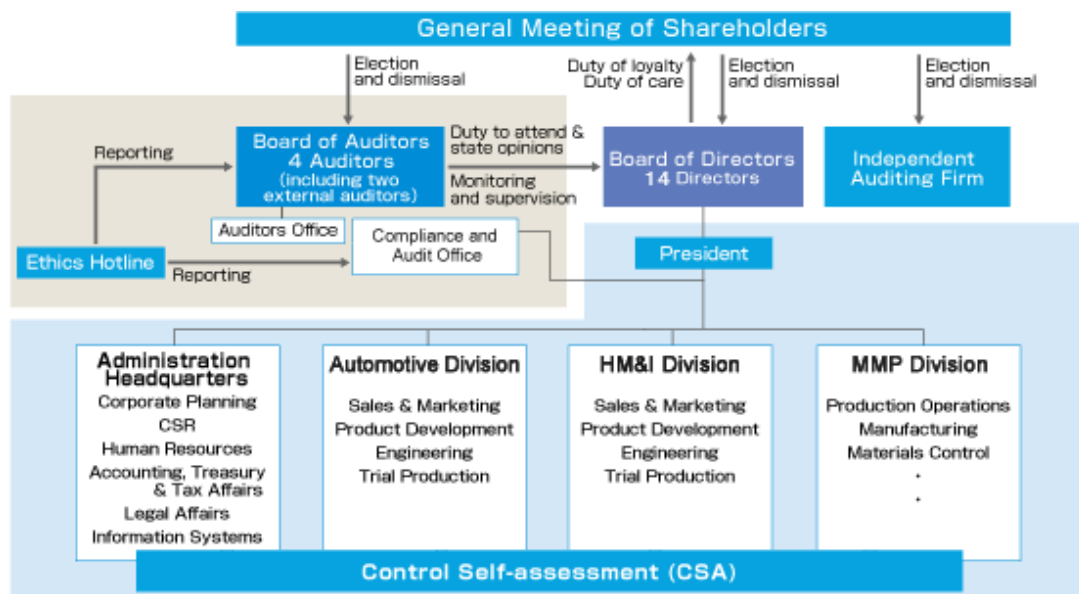 General Meeting of Shareholders
Election
and dismissal
Duty of loyalty
Duty of care
Election
and dismissal
Election
and dismissal
Reporting
Board of Auditors
4 Auditors
(including two
external auditors)
Duty to attend &
state opinions
Monitoring
and supervision
Board of Directors
14 Directors
Independent
Auditing Firm
Auditors Office
Compliance and
Audit Office
Ethics Hotline
Reporting
President
Administration
Headquarters
Corporate Planning
CSR
Human Resources
Accounting, Treasury
& Tax Affairs
Legal Affairs
Information Systems
Automotive Division
Sales & Marketing
Product Development
Engineering
Trial Production
HM&I Division
Sales & Marketing
Product Development
Engineering
Trial Production
MMP Division
Production Operations
Manufacturing
Materials Control
・
・
Control Self-assessment (CSA)